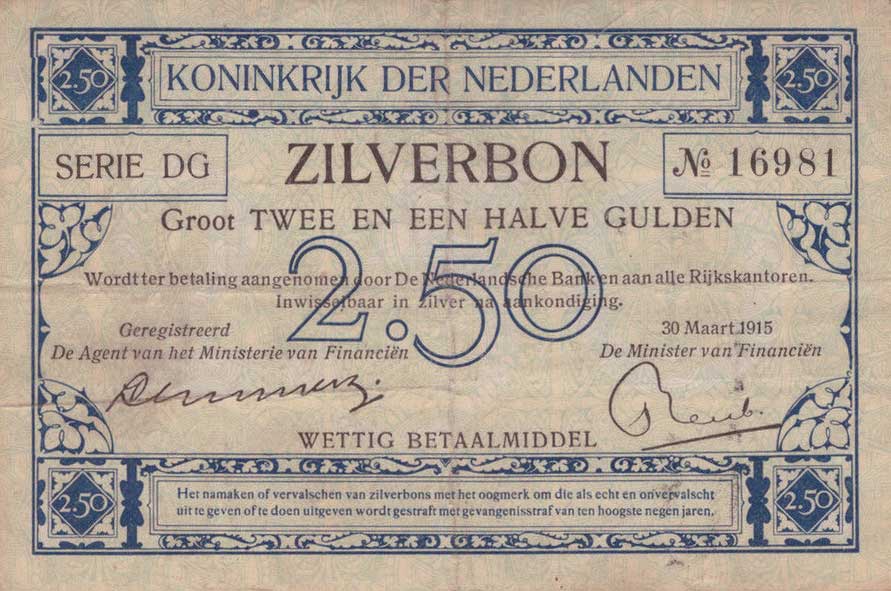 2.50 KONINKRIJK DER NEDERLANDEN 2.50
SERIE DG ZILVERBON № 16981
Groot TWEE EN EEN HALVE GULDEN
2.50
Wordt ter betaling aangenomen door De Nederlandsche Bank en aan alle Rijkskantoren.
Inwisselbaar in zilver na aankondiging.
Geregistreerd 30 Maart 1915
De Agent van het Ministerie van Financiën De Minister van Financiën
WETTIG BETAALMIDDEL
2.50 Het namaken of vervalschen van zilverbons met het oogmerk om die als echt en onvervalscht 2.50
uit te geven of te doen uitgeven wordt gestraft met gevangenisstraf van ten hoogste negen jaren.